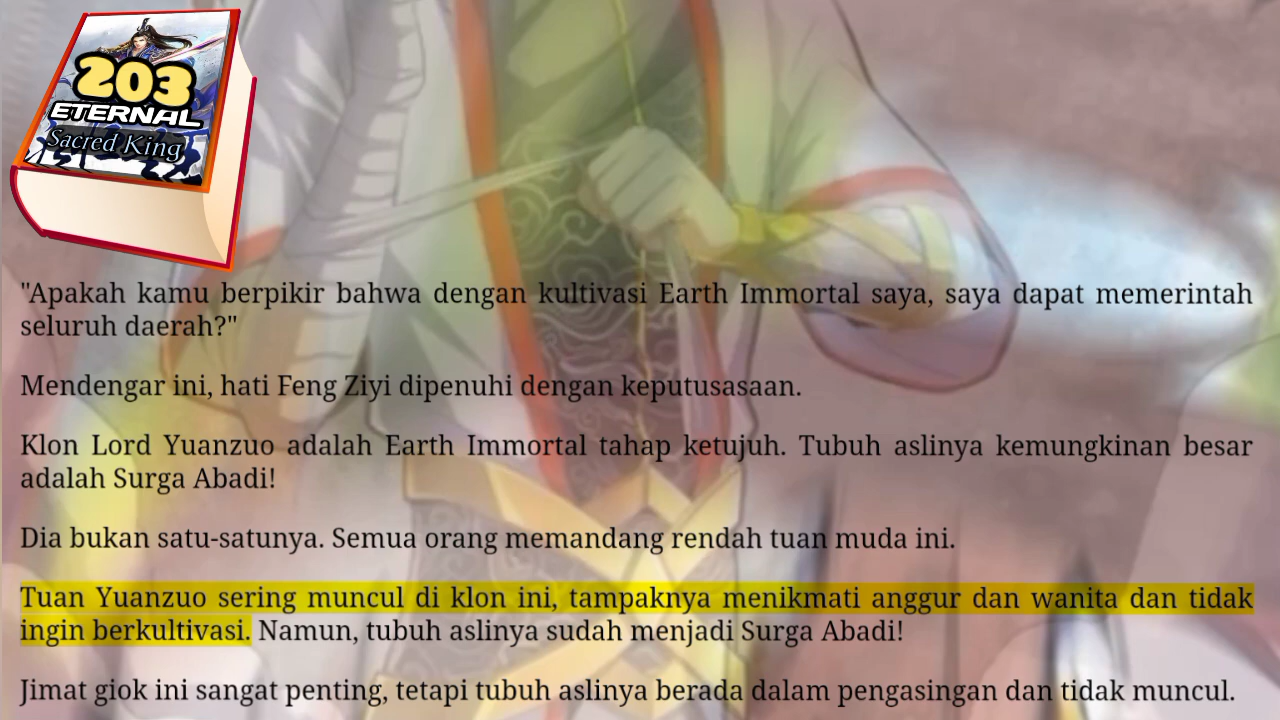 203
ETERNAL
Sacred King
"Apakah kamu berpikir bahwa dengan kultivasi Earth Immortal saya, saya dapat memerintah
seluruh daerah?"
Mendengar ini, hati Feng Ziyi dipenuhi dengan keputusasaan.
Klon Lord Yuanzuo adalah Earth Immortal tahap ketujuh. Tubuh aslinya kemungkinan besar
adalah Surga Abadi!
Dia bukan satu-satunya. Semua orang memandang rendah tuan muda ini.
Tuan Yuanzuo sering muncul di klon ini, tampaknya menikmati anggur dan wanita dan tidak
ingin berkultivasi. Namun, tubuh aslinya sudah menjadi Surga Abadi!
Jimat giok ini sangat penting, tetapi tubuh aslinya berada dalam pengasingan dan tidak muncul.